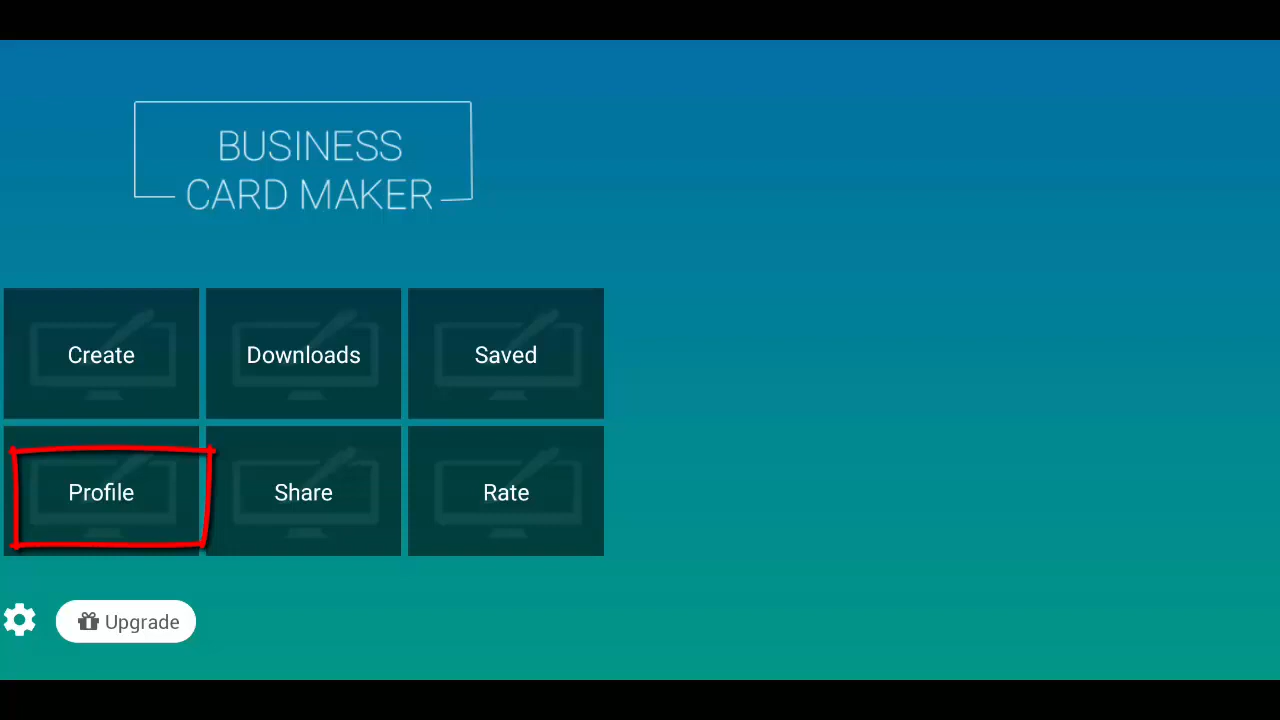 BUSINESS
CARD MAKER
Create
Downloads
Saved
Profile
Share
Rate
Upgrade